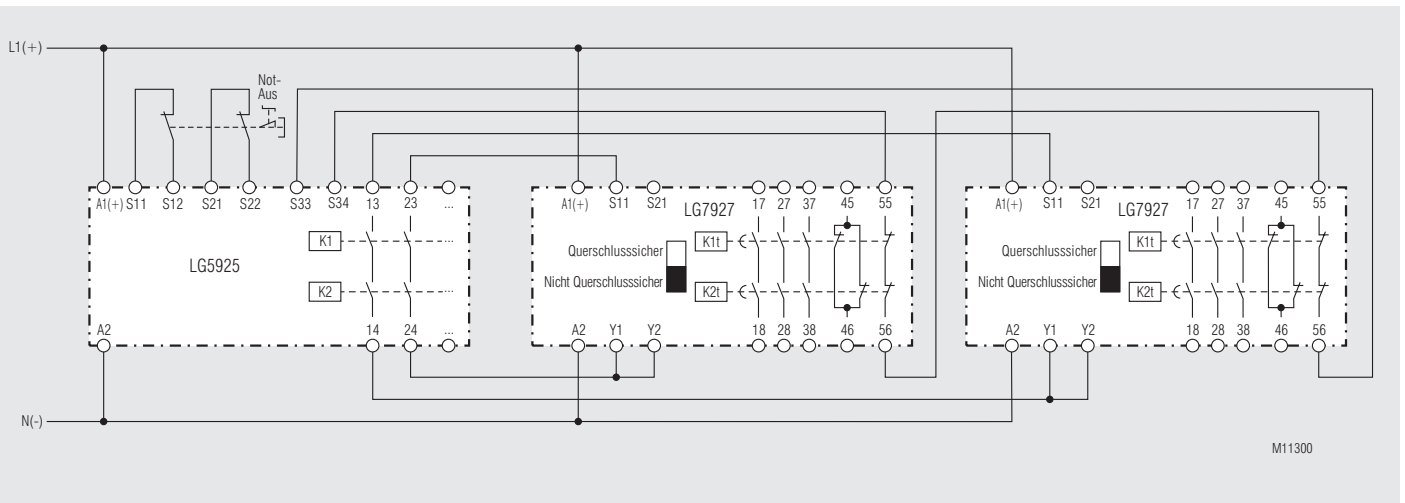 L1(+)
Not-
Aus
A1(+) S11 S12 S21 S22 S33 S34 13 23 ...
K1 ...
LG5925
K2 ...
A2 14 24 ...
A1(+) S11 S21 17 27 37 45 55
LG7927
Querschlusssicher K1t
Nicht Querschlusssicher K2t
A2 Y1 Y2 18 28 38 46 56
A1(+) S11 S21 17 27 37 45 55
LG7927
Querschlusssicher K1t
Nicht Querschlusssicher K2t
A2 Y1 Y2 18 28 38 46 56
N(-)
M11300